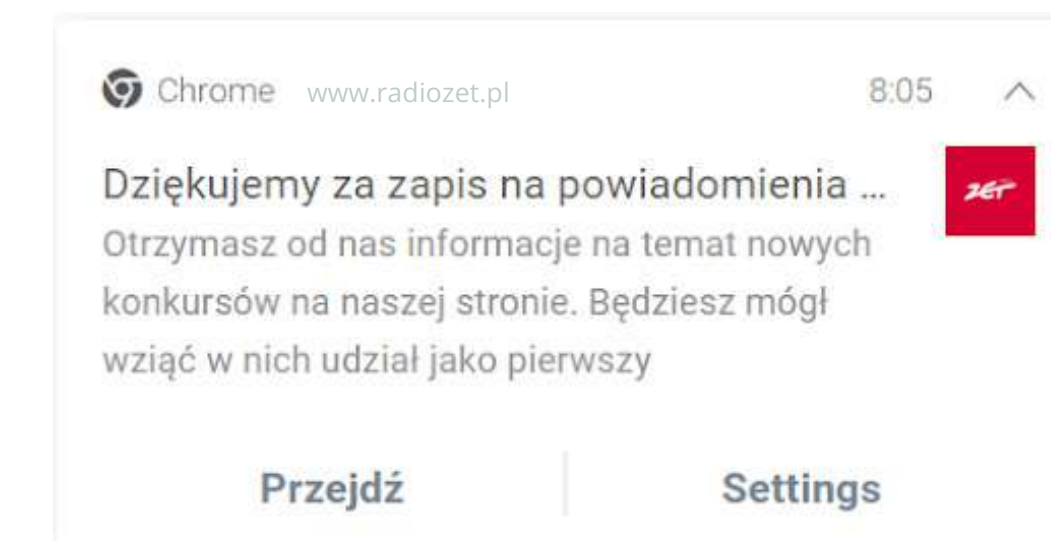 Chrome www.radiozet.pl 8:05
Dziękujemy za zapis na powiadomienia ...
ZET
Otrzymasz od nas informacje na temat nowych
konkursów na naszej stronie. Będziesz mógł
wziąć w nich udział jako pierwszy
Przejdź Settings